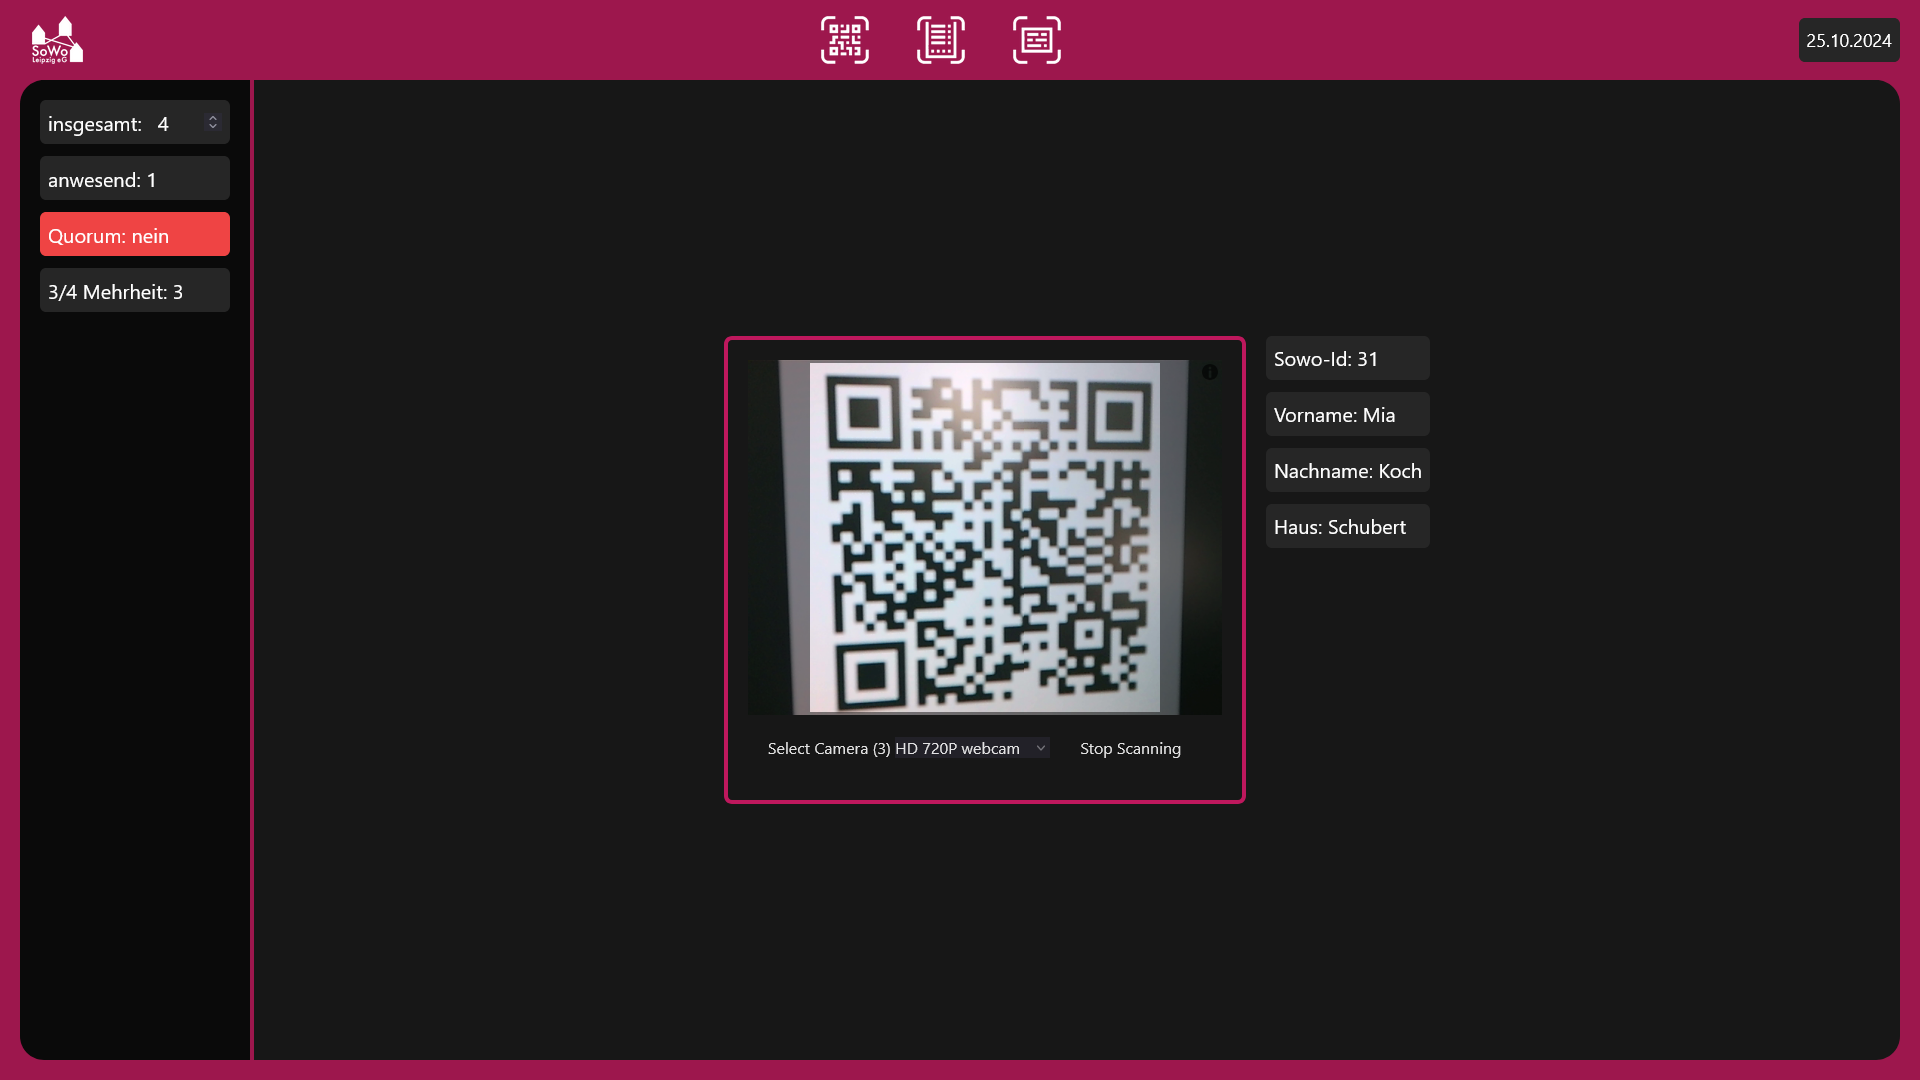 SoWo
Leipzig eG
25.10.2024
insgesamt: 4
anwesend: 1
Quorum: nein
3/4 Mehrheit: 3
Select Camera (3) HD 720P webcam
Stop Scanning
Sowo-Id: 31
Vorname: Mia
Nachname: Koch
Haus: Schubert